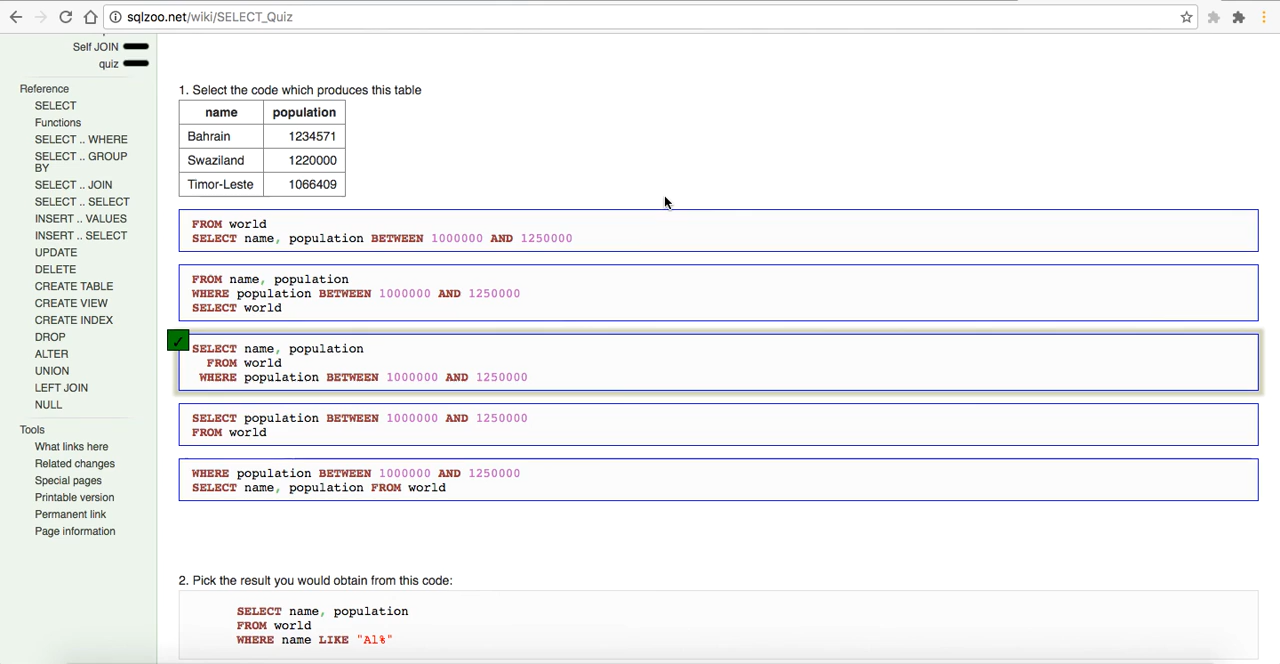 sqlzoo.net/wiki/SELECT_Quiz
Self JOIN
quiz
Reference
SELECT
Functions
SELECT .. WHERE
SELECT .. GROUP
BY
SELECT .. JOIN
SELECT .. SELECT
INSERT .. VALUES
INSERT .. SELECT
UPDATE
DELETE
CREATE TABLE
CREATE VIEW
CREATE INDEX
DROP
ALTER
UNION
LEFT JOIN
NULL
Tools
What links here
Related changes
Special pages
Printable version
Permanent link
Page information
1. Select the code which produces this table
name population
Bahrain 1234571
Swaziland 1220000
Timor-Leste 1066409
FROM world
SELECT name, population BETWEEN 1000000 AND 1250000
FROM name, population
WHERE population BETWEEN 1000000 AND 1250000
SELECT world
SELECT name, population
FROM world
WHERE population BETWEEN 1000000 AND 1250000
SELECT population BETWEEN 1000000 AND 1250000
FROM world
WHERE population BETWEEN 1000000 AND 1250000
SELECT name, population FROM world
2. Pick the result you would obtain from this code:
SELECT name, population
FROM world
WHERE name LIKE "Al%"